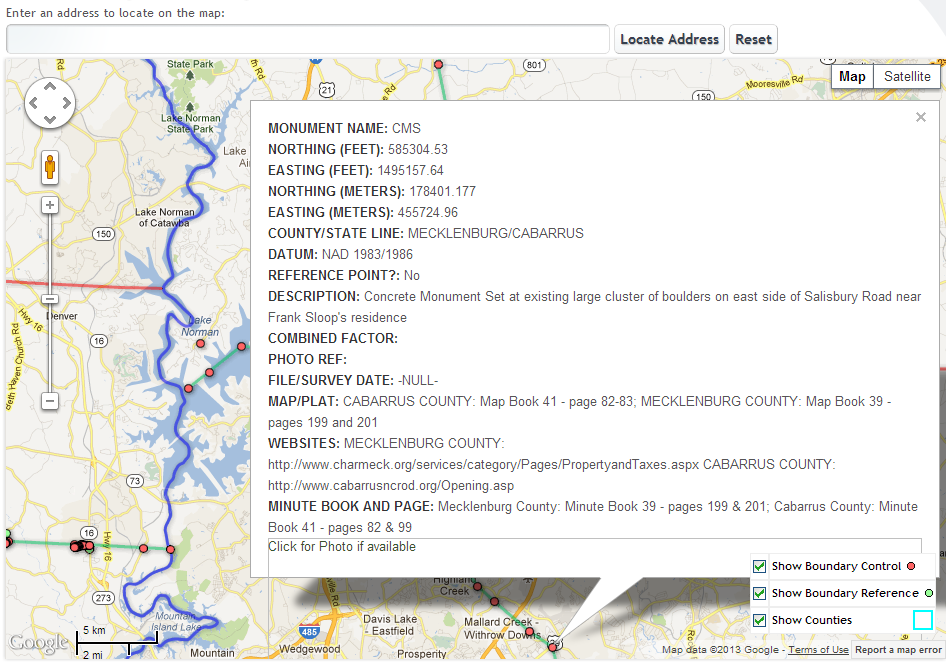 Enter an address to locate on the map:
Locate Address
Reset
State Park
801
Mooresville Rd
Map
Satellite
21
150
Lake Norman
State Park
Lake
MONUMENT NAME: CMS
NORTHING (FEET): 585304.53
EASTING (FEET): 1495157.64
NORTHING (METERS): 178401.177
EASTING (METERS): 455724.96
COUNTY/STATE LINE: MECKLENBURG/CABARRUS
DATUM: NAD 1983/1986
REFERENCE POINT?: No
DESCRIPTION: Concrete Monument Set at existing large cluster of boulders on east side of Salisbury Road near
Frank Sloop's residence
COMBINED FACTOR:
PHOTO REF:
FILE/SURVEY DATE: -NULL-
MAP/PLAT: CABARRUS COUNTY: Map Book 41 - page 82-83; MECKLENBURG COUNTY: Map Book 39 -
pages 199 and 201
WEBSITES: MECKLENBURG COUNTY:
http://www.charmeck.org/services/category/Pages/PropertyandTaxes.aspx CABARRUS COUNTY:
http://www.cabarrusncrod.org/Opening.asp
MINUTE BOOK AND PAGE: Mecklenburg County: Minute Book 39 - pages 199 & 201; Cabarrus County: Minute
Book 41 - pages 82 & 99
Click for Photo if available
Lake Norman
of Catawba
150
Denver
Hwy 16
16
Lake
Norman
73
16
Hwy 16
273
Mountain
Island Lake
Mountain
Highland
Creek
Davis Lake
- Eastfield
Mallard Creek -
Withrow Downs
485
Wedgewood
Prosperity
Show Boundary Control
Show Boundary Reference
Show Counties
Google
5 km
2 mi
Map data ©2013 Google - Terms of Use
Report a map error